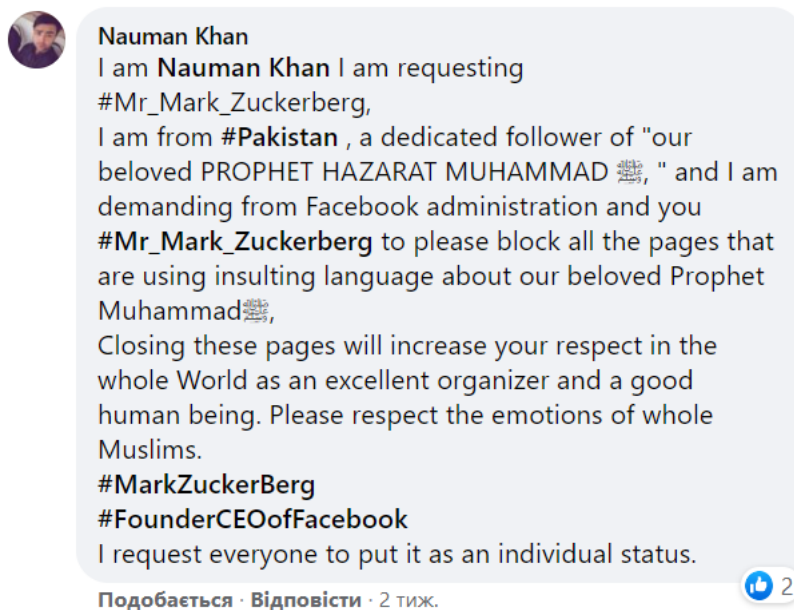 Nauman Khan
I am Nauman Khan I am requesting
#Mr_Mark_Zuckerberg,
I am from #Pakistan , a dedicated follower of "our
beloved PROPHET HAZARAT MUHAMMAD ﷺ, " and I am
demanding from Facebook administration and you
#Mr_Mark_Zuckerberg to please block all the pages that
are using insulting language about our beloved Prophet
Muhammadﷺ,
Closing these pages will increase your respect in the
whole World as an excellent organizer and a good
human being. Please respect the emotions of whole
Muslims.
#MarkZuckerBerg
#FounderCEOofFacebook
I request everyone to put it as an individual status.
2
Подобається · Відповісти · 2 тиж.